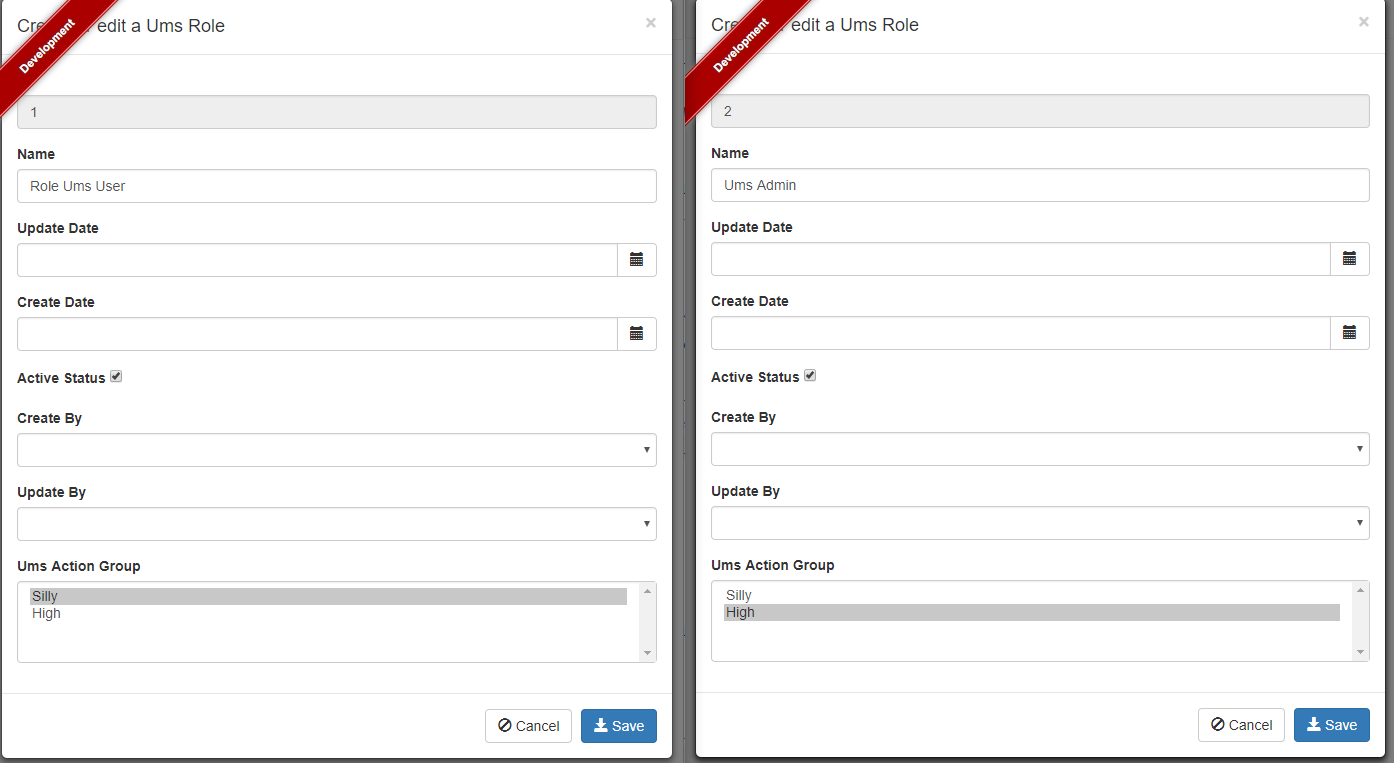 Cre edit a Ums Role ×
Development
1
Name
Role Ums User
Update Date
Create Date
Active Status
Create By
Update By
Ums Action Group
Silly
High
Cancel Save
Cre edit a Ums Role ×
Development
2
Name
Ums Admin
Update Date
Create Date
Active Status
Create By
Update By
Ums Action Group
Silly
High
Cancel Save